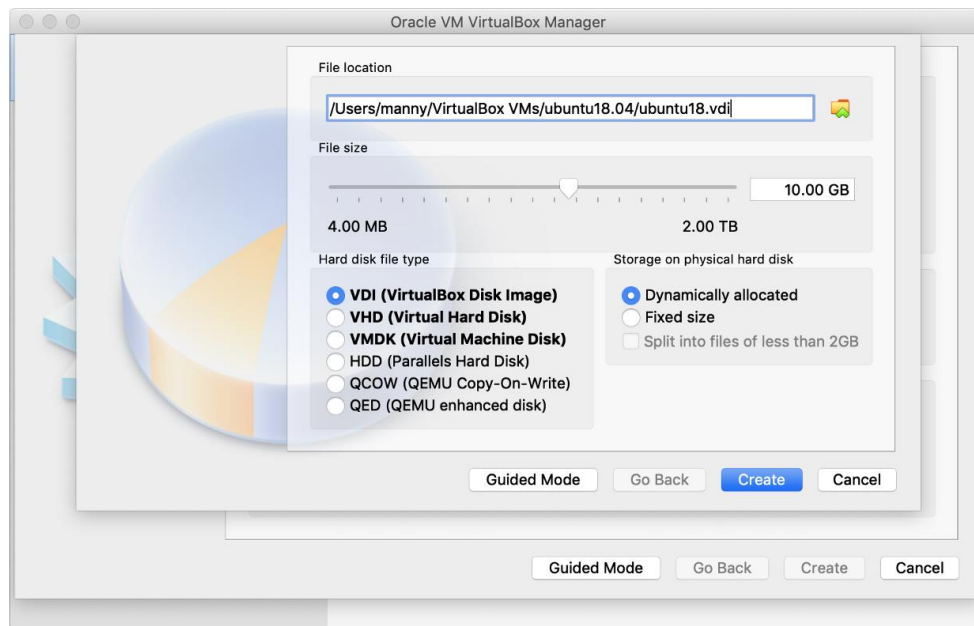 Oracle VM VirtualBox Manager
File location
/Users/manny/VirtualBox VMs/ubuntu18.04/ubuntu18.vdi
File size
10.00 GB
4.00 MB 2.00 TB
Hard disk file type
VDI (VirtualBox Disk Image)
VHD (Virtual Hard Disk)
VMDK (Virtual Machine Disk)
HDD (Parallels Hard Disk)
QCOW (QEMU Copy-On-Write)
QED (QEMU enhanced disk)
Storage on physical hard disk
Dynamically allocated
Fixed size
Split into files of less than 2GB
Guided Mode Go Back Create Cancel
Guided Mode Go Back Create Cancel